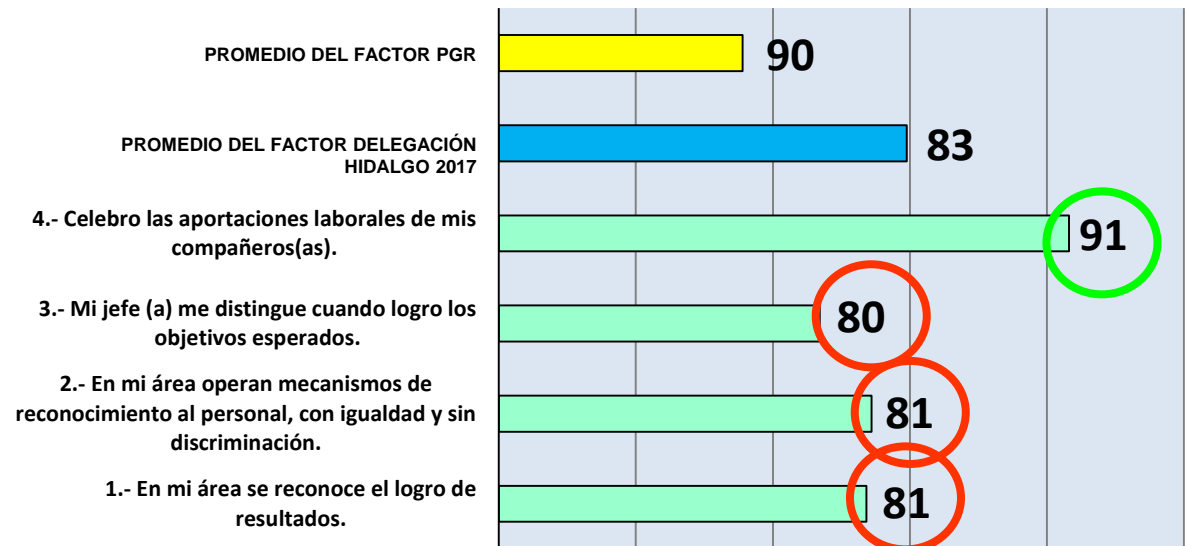 PROMEDIO DEL FACTOR PGR
90
PROMEDIO DEL FACTOR DELEGACIÓN
HIDALGO 2017
83
4.- Celebro las aportaciones laborales de mis
compañeros(as).
91
3.- Mi jefe (a) me distingue cuando logro los
objetivos esperados.
80
2.- En mi área operan mecanismos de
reconocimiento al personal, con igualdad y sin
discriminación.
81
1.- En mi área se reconoce el logro de
resultados.
81